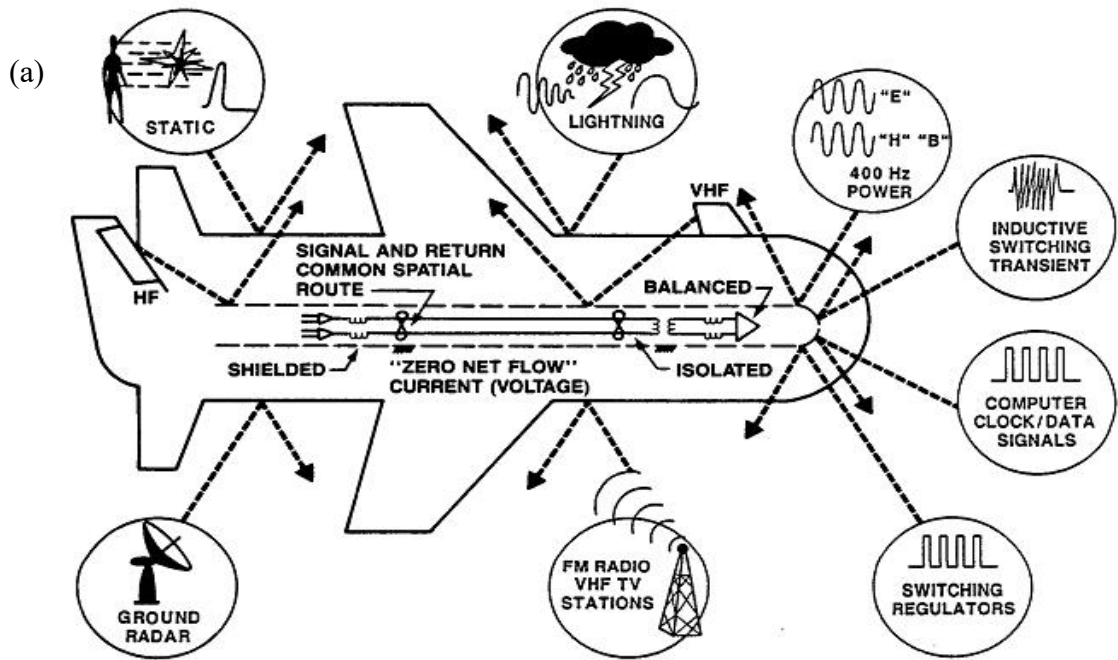 (a)
STATIC
LIGHTNING
"E"
"H" "B"
400 Hz
POWER
INDUCTIVE
SWITCHING
TRANSIENT
VHF
HF
SIGNAL AND RETURN
COMMON SPATIAL
ROUTE
BALANCED
SHIELDED
"ZERO NET FLOW"
CURRENT (VOLTAGE)
ISOLATED
COMPUTER
CLOCK/DATA
SIGNALS
GROUND
RADAR
FM RADIO
VHF TV
STATIONS
SWITCHING
REGULATORS